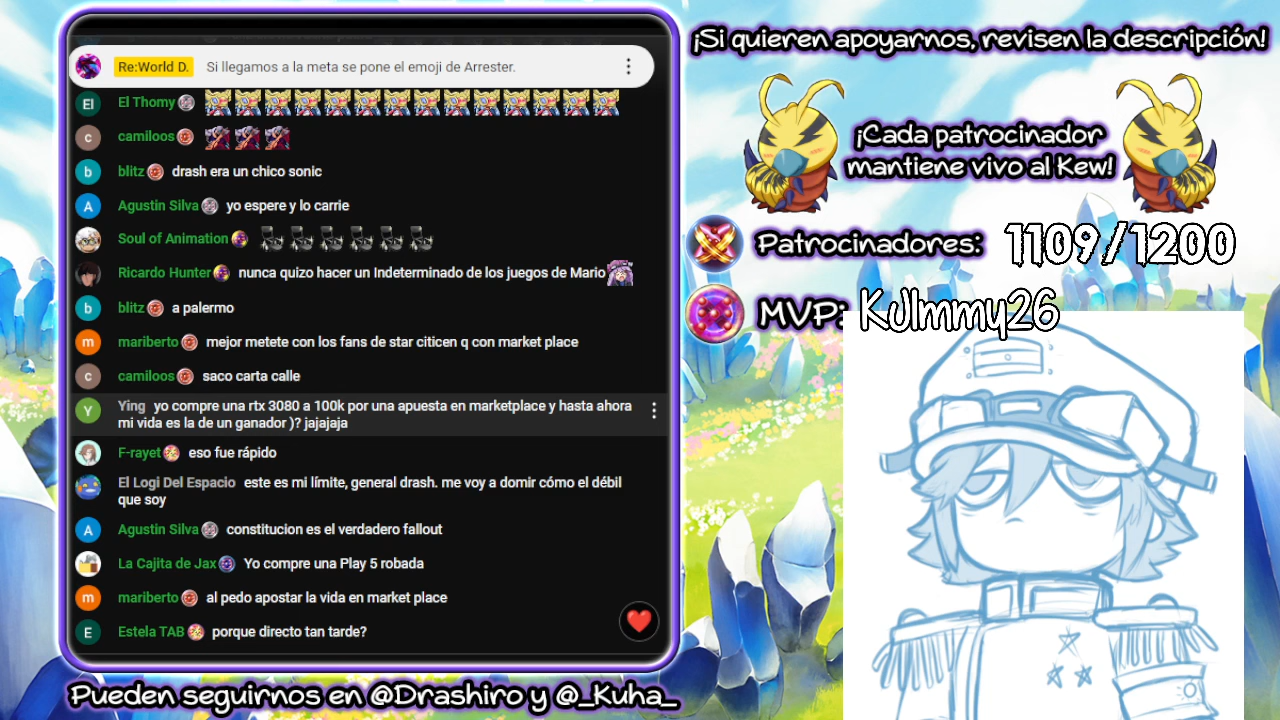 ¡Si quieren apoyarnos, revisen la descripción!
Re:World D. Si llegamos a la meta se pone el emoji de Arrester.
El El Thomy
c camiloos
b blitz drash era un chico sonic
A Agustin Silva yo espere y lo carrie
Soul of Animation
Ricardo Hunter nunca quizo hacer un Indeterminado de los juegos de Mario
b blitz a palermo
m mariberto mejor metete con los fans de star citicen q con market place
c camiloos saco carta calle
Y Ying yo compre una rtx 3080 a 100k por una apuesta en marketplace y hasta ahora
mi vida es la de un ganador )? jajajaja
F-rayet eso fue rápido
El Logi Del Espacio este es mi límite, general drash. me voy a domir cómo el débil
que soy
A Agustin Silva constitucion es el verdadero fallout
La Cajita de Jax Yo compre una Play 5 robada
m mariberto al pedo apostar la vida en market place
E Estela TAB porque directo tan tarde?
¡Cada patrocinador
mantiene vivo al Kew!
Patrocinadores: 1109/1200
MVP: KJImmy26
Pueden seguirnos en @Drashiro y @_Kuha_